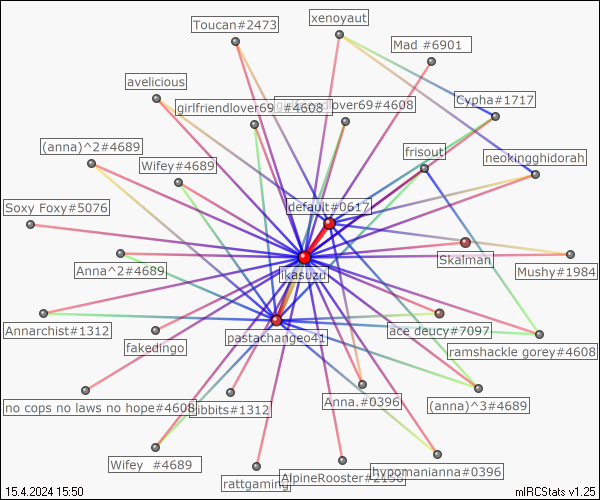 Toucan#2473
xenoyaut
Mad #6901
avelicious
girlfriendlover69 #4608
lover69#4608
Cypha#1717
(anna)^2#4689
Wifey#4689
frisout
neokingghidorah
Soxy Foxy#5076
default#0617
Anna^2#4689
ikasuzu
Skalman
Mushy#1984
Annarchist#1312
fakedingo
pastachangeo41
ace deucy#7097
ramshackle gorey#4608
no cops no laws no hope#4608
ibbits#1312
Anna.#0396
(anna)^3#4689
Wifey #4689
rattgaming
AlpineRooster#2156
hypomanianna#0396
15.4.2024 15:50
mIRCStats v1.25